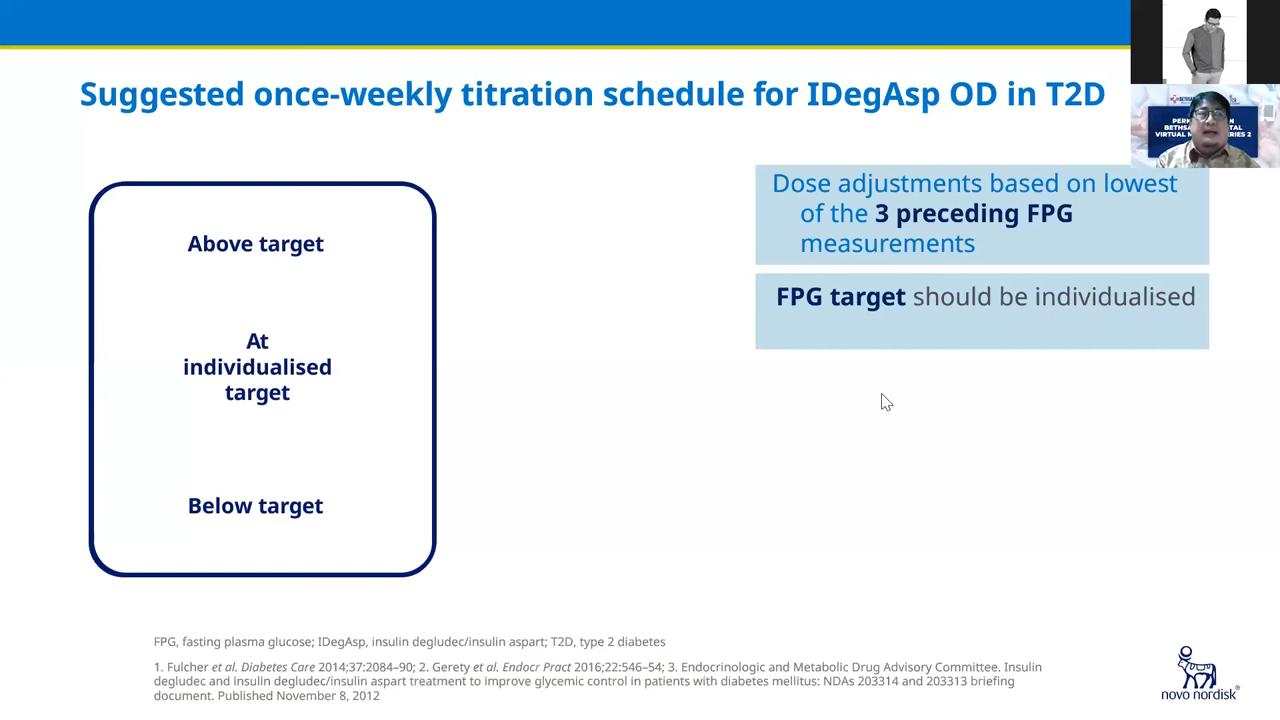 Suggested once-weekly titration schedule for IDegAsp OD in T2D
Above target
At
individualised
target
Below target
Dose adjustments based on lowest
of the 3 preceding FPG
measurements
FPG target should be individualised
FPG, fasting plasma glucose; IDegAsp, insulin degludec/insulin aspart; T2D, type 2 diabetes
1. Fulcher et al. Diabetes Care 2014;37:2084–90; 2. Gerety et al. Endocr Pract 2016;22:546–54; 3. Endocrinologic and Metabolic Drug Advisory Committee. Insulin
degludec and insulin degludec/insulin aspart treatment to improve glycemic control in patients with diabetes mellitus: NDAs 203314 and 203313 briefing
document. Published November 8, 2012
novo nordisk®